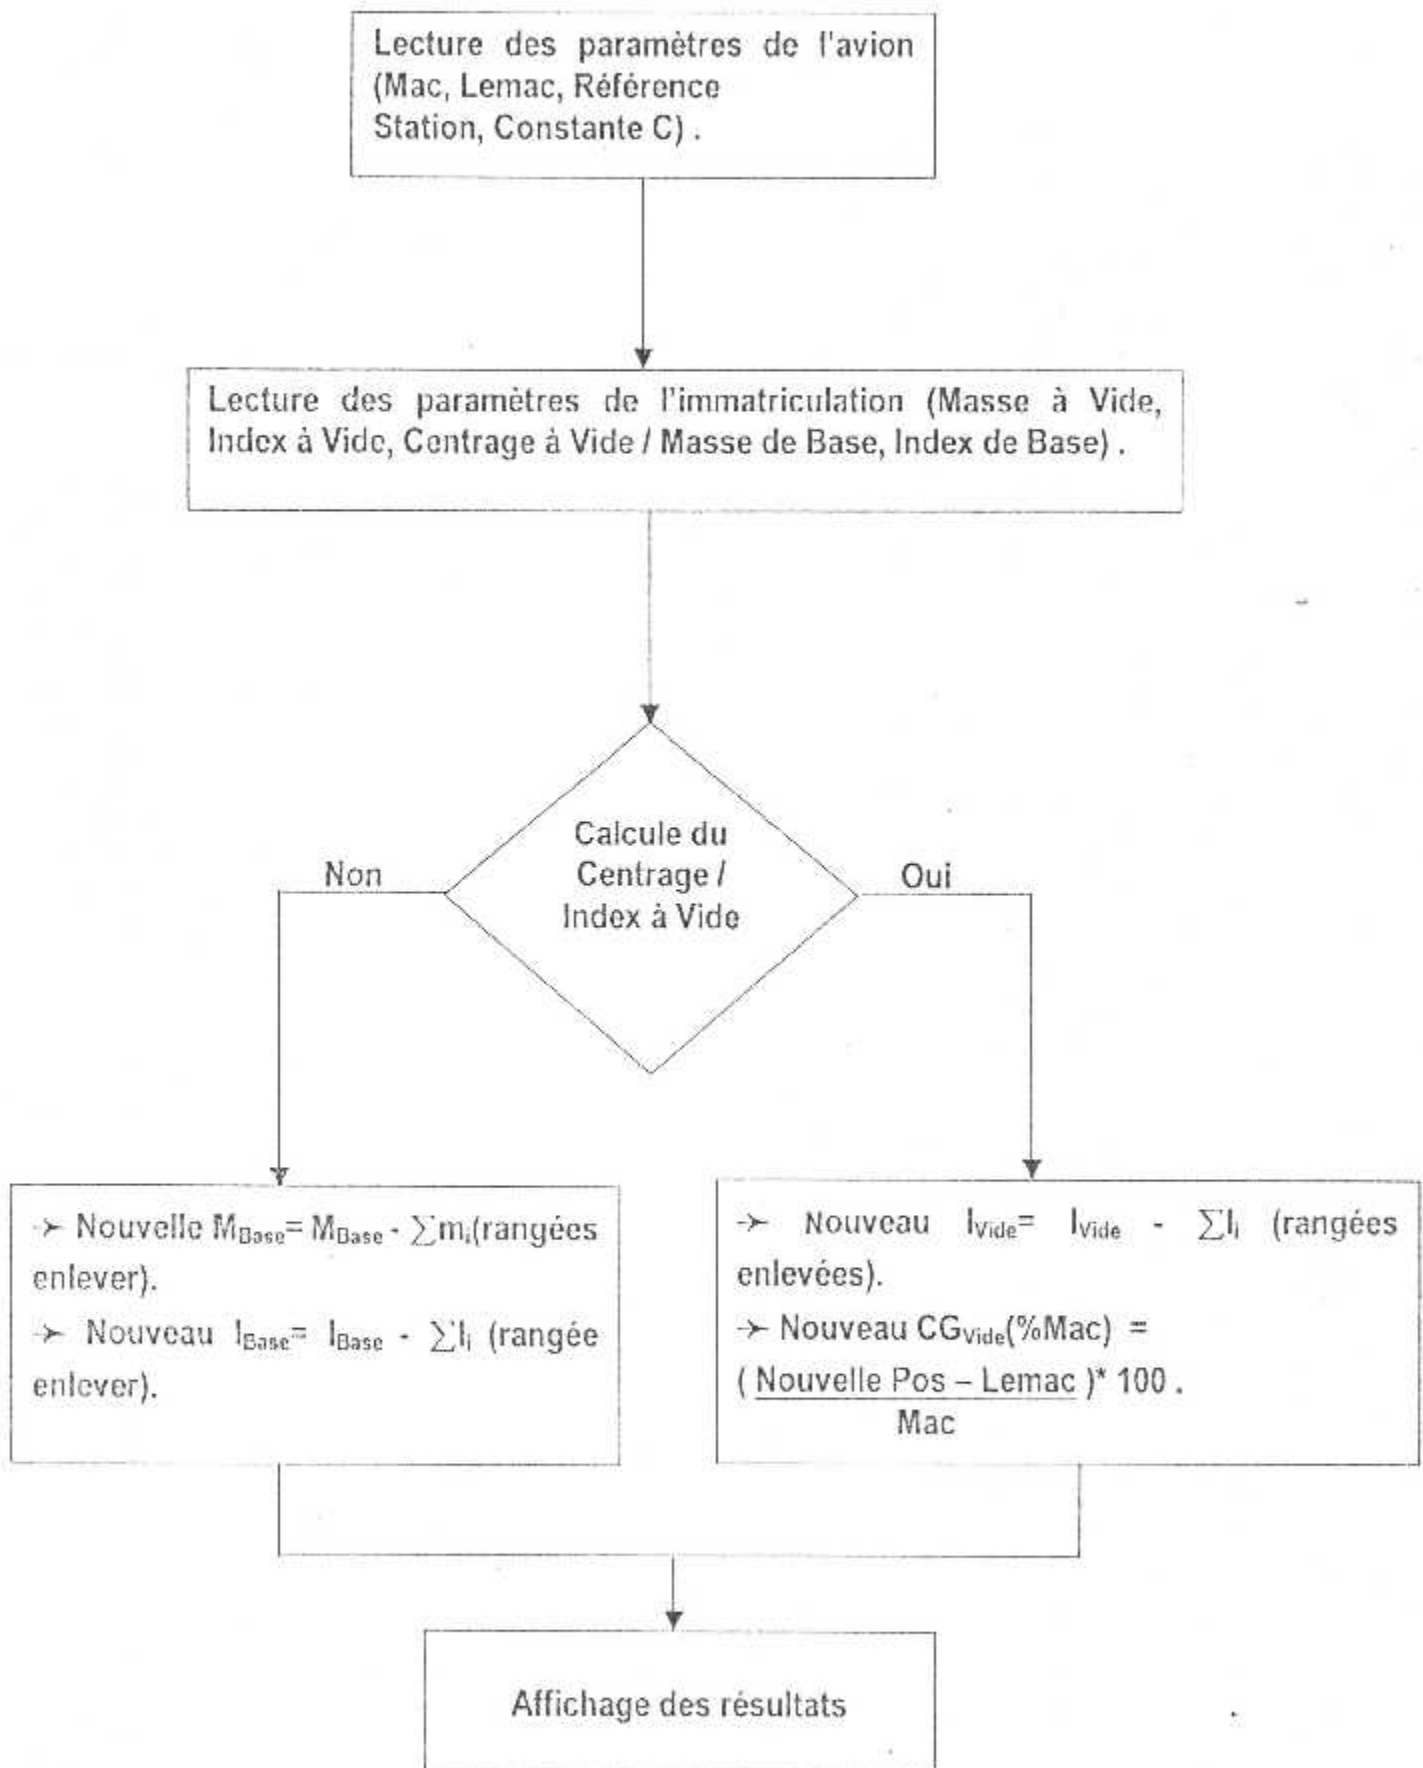 Lecture des paramètres de l'avion
(Mac, Lemac, Référence
Station, Constante C) .
Lecture des paramètres de l'immatriculation (Masse à Vide,
Index à Vide, Centrage à Vide / Masse de Base, Index de Base) .
Calcule du
Centrage /
Index à Vide
Non
Oui
➢ Nouvelle MBase= MBase - ∑mi(rangées
enlever).
➢ Nouveau IBase= IBase - ∑Ii (rangée
enlever).
➢ Nouveau IVide= IVide - ∑Ii (rangées
enlevées).
➢ Nouveau CGVide(%Mac) =
( Nouvelle Pos – Lemac )* 100 .
Mac
Affichage des résultats